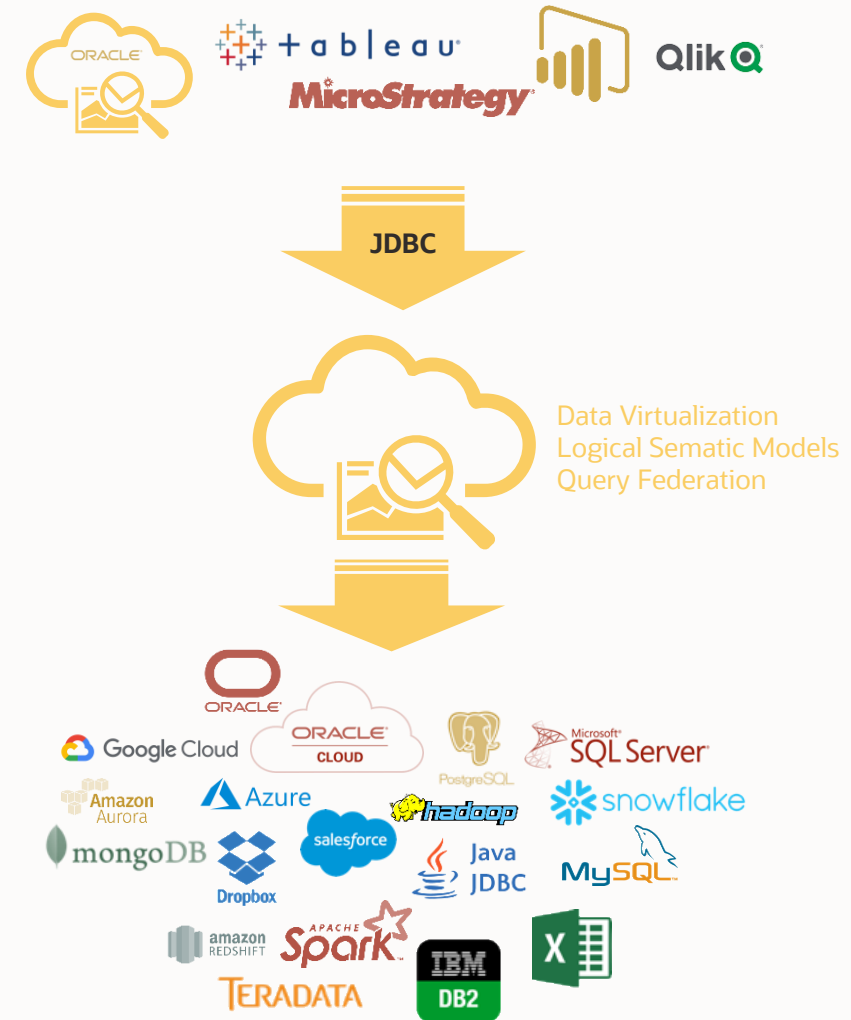 ORACLE
+ableau
MicroStrategy
Qlik
JDBC
Data Virtualization
Logical Sematic Models
Query Federation
ORACLE
ORACLE
CLOUD
Google Cloud
PostgreSQL
Microsoft
SQL Server
Amazon
Aurora
Azure
hadoop
snowflake
mongoDB
Dropbox
salesforce
Java
JDBC
MySQL
amazon
REDSHIFT
APACHE
Spark
X
TERADATA
IBM
DB2